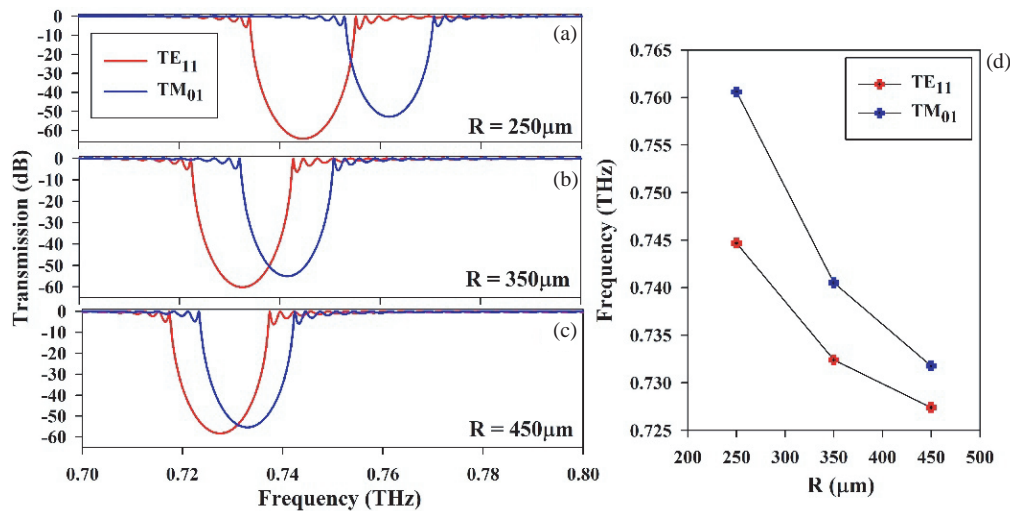 0
-10
-20
-30
-40
-50
-60
TE11
TM01
(a)
R = 250μm
0
-10
-20
-30
-40
-50
-60
(b)
R = 350μm
0
-10
-20
-30
-40
-50
-60
(c)
R = 450μm
Transmission (dB)
0.70 0.72 0.74 0.76 0.78 0.80
Frequency (THz)
(d)
TE11
TM01
0.765
0.760
0.755
0.750
0.745
0.740
0.735
0.730
0.725
Frequency (THz)
200 250 300 350 400 450 500
R (μm)